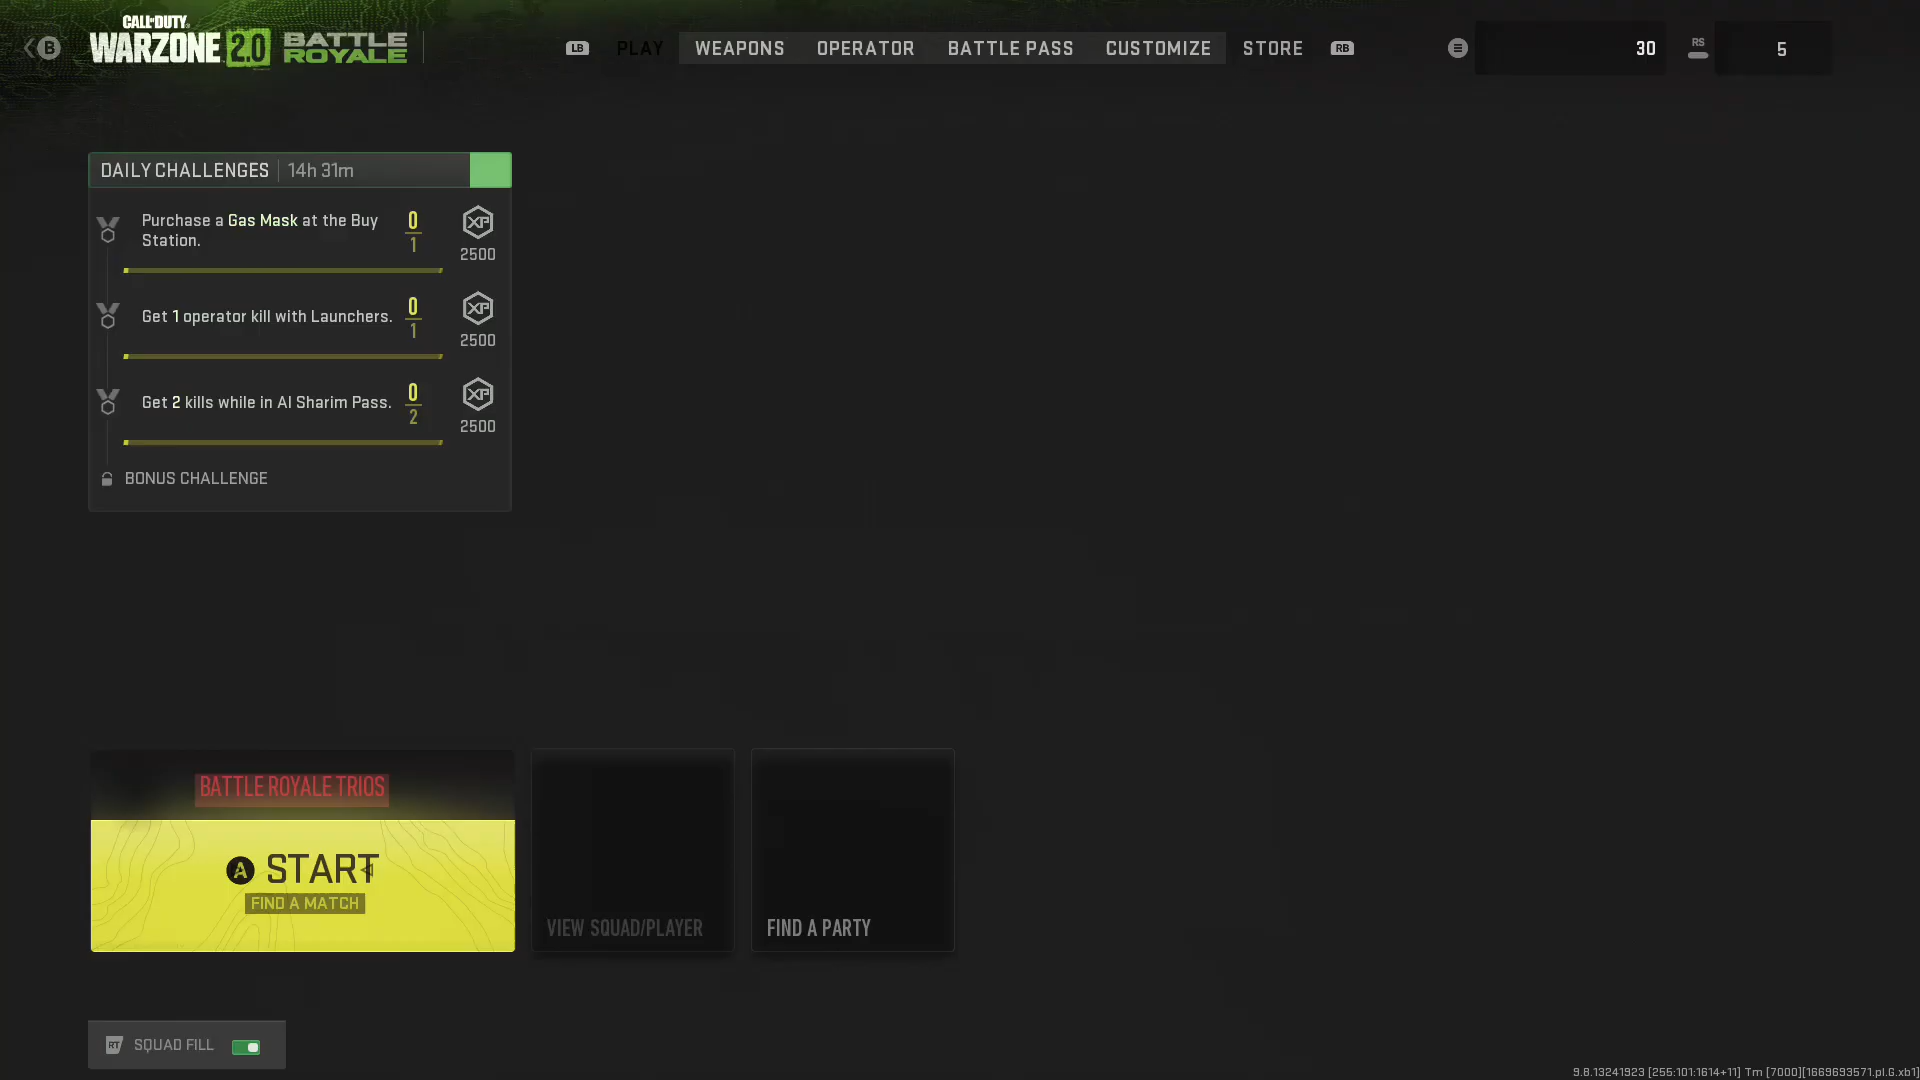 B
CALL OF DUTY
WARZONE 2.0 BATTLE ROYALE
LB PLAY WEAPONS OPERATOR BATTLE PASS CUSTOMIZE STORE RB
30
RS
5
DAILY CHALLENGES 14h 31m
Purchase a Gas Mask at the Buy
Station.
0
1
XP
2500
Get 1 operator kill with Launchers.
0
1
XP
2500
Get 2 kills while in Al Sharim Pass.
0
2
XP
2500
BONUS CHALLENGE
BATTLE ROYALE TRIOS
A START
FIND A MATCH
VIEW SQUAD/PLAYER
FIND A PARTY
RT SQUAD FILL
9.8.13241923 [255:101:1614+11] Tm [7000][1669693571.pl.G.xb1]